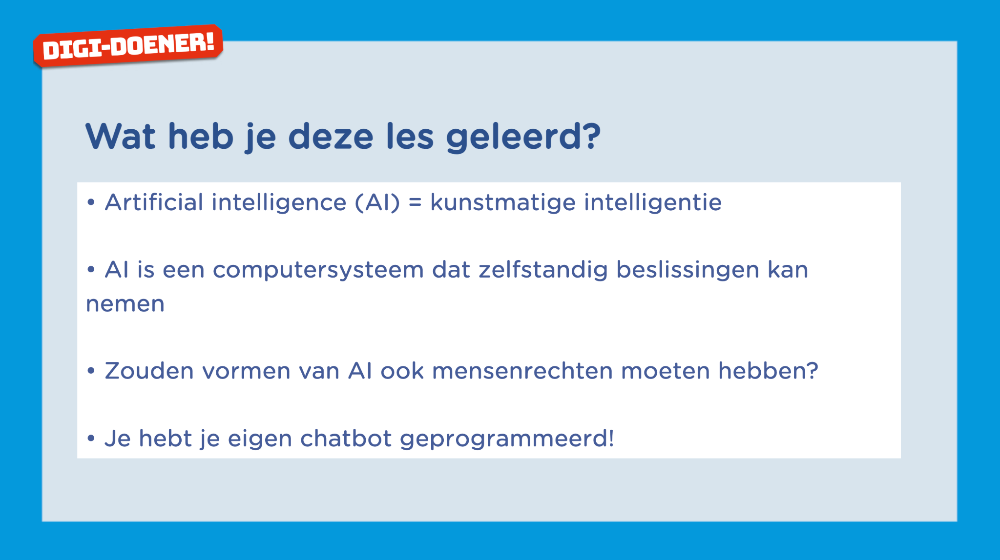 DIGI-DOENER!
Wat heb je deze les geleerd?
• Artificial intelligence (AI) = kunstmatige intelligentie
• AI is een computersysteem dat zelfstandig beslissingen kan
nemen
• Zouden vormen van AI ook mensenrechten moeten hebben?
• Je hebt je eigen chatbot geprogrammeerd!